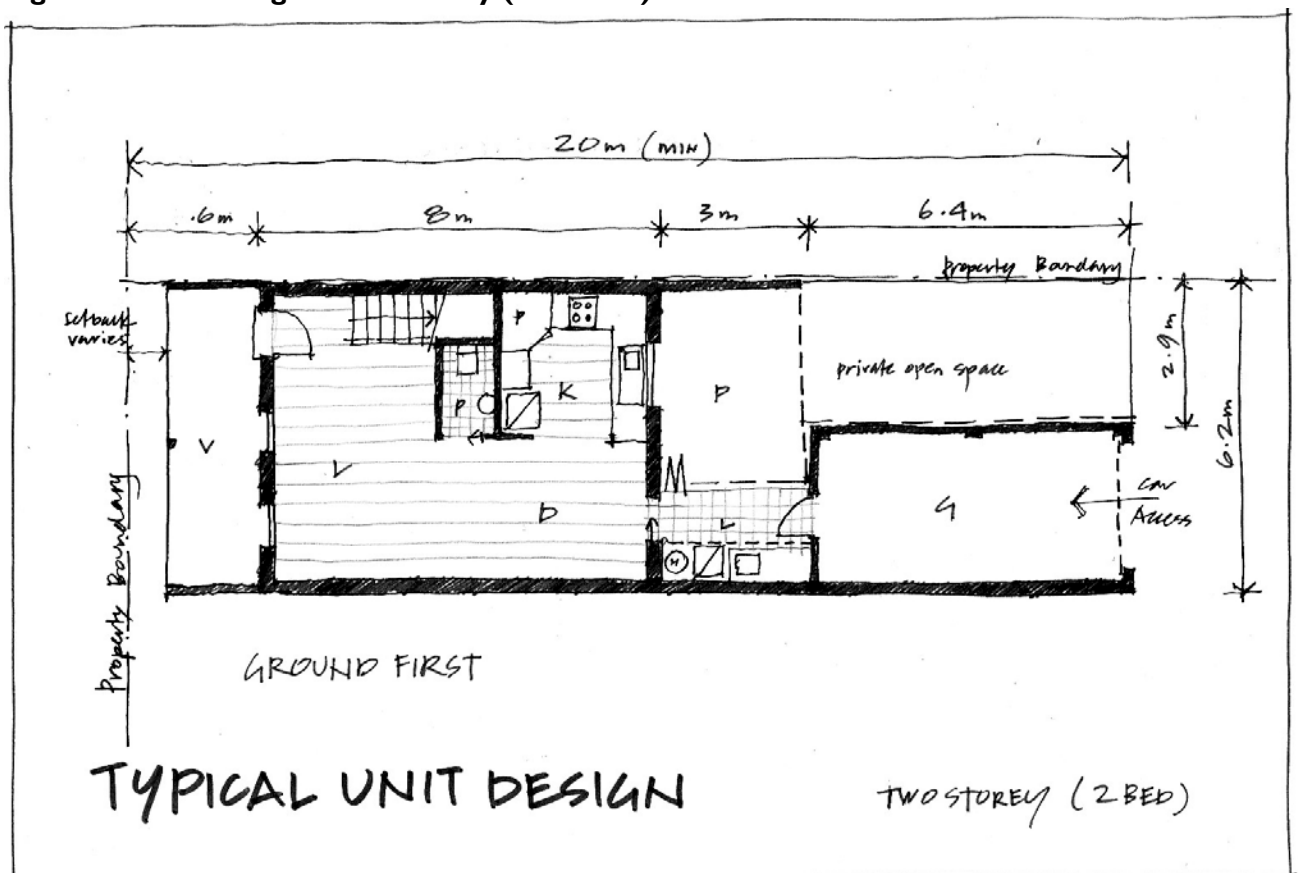 20m (MIN)
.6m
8m
3m
6.4m
Property Boundary
Setback
varies
2.9m
6.2m
private open space
P
K
P
P
V
L
D
L
G
car
Access
M
Property Boundary
GROUND FIRST
TYPICAL UNIT DESIGN
TWO STOREY (2 BED)